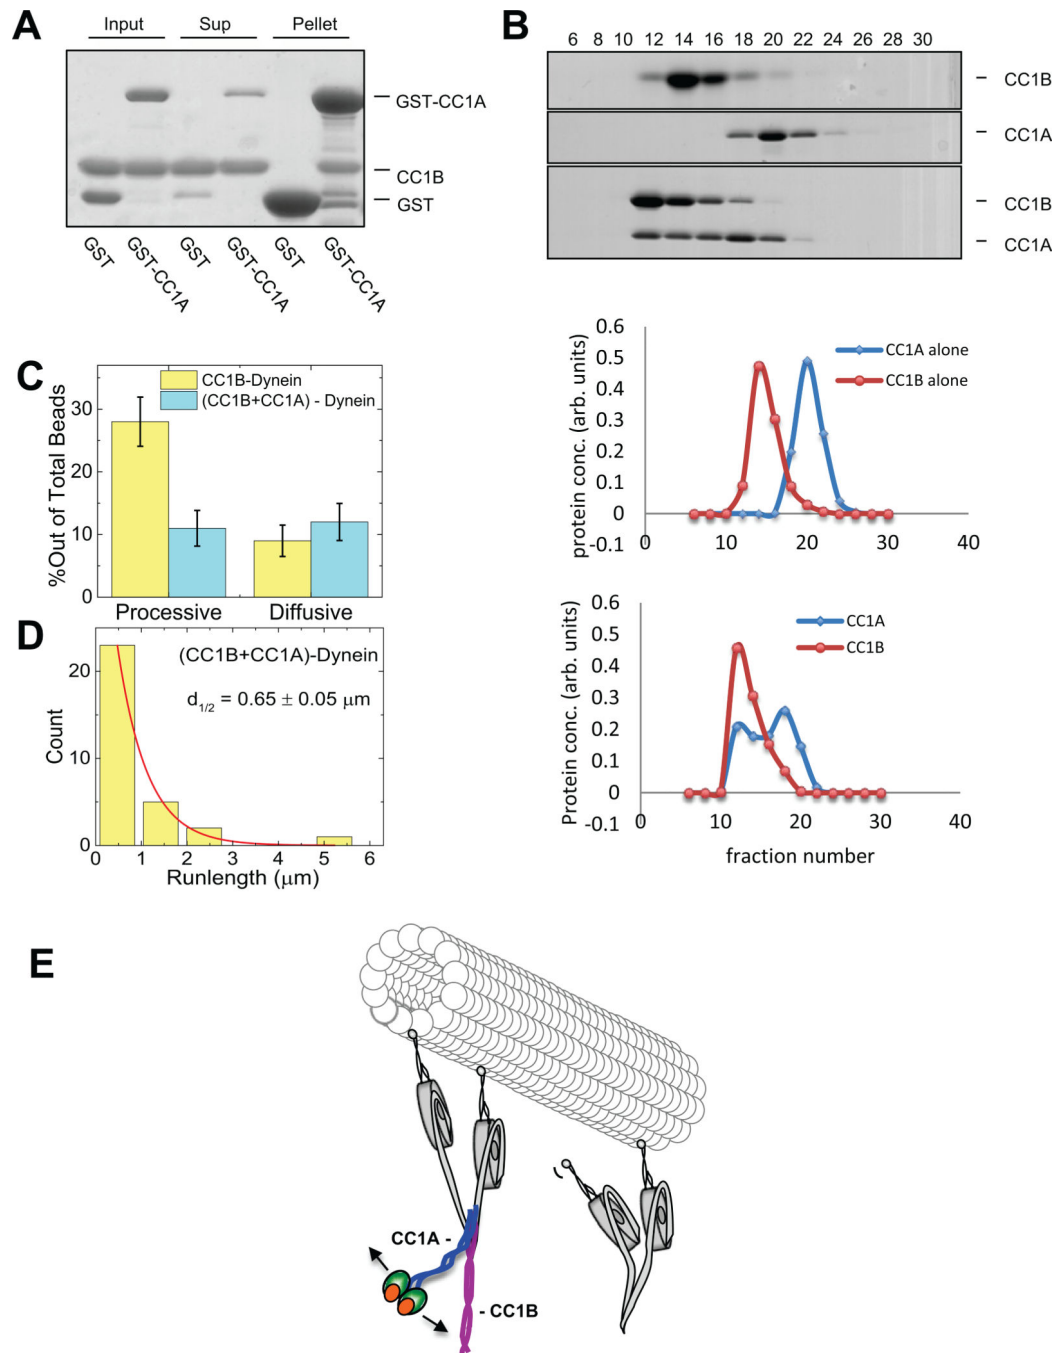 A
Input Sup Pellet
GST-CC1A
CC1B
GST
GST GST-CC1A GST GST-CC1A GST GST-CC1A
B
6 8 10 12 14 16 18 20 22 24 26 28 30
CC1B
CC1A
CC1B
CC1A
protein conc. (arb. units)
0.6
0.5
0.4
0.3
0.2
0.1
0
-0.1
0 10 20 30 40
CC1A alone
CC1B alone
Protein conc. (arb. units)
0.6
0.5
0.4
0.3
0.2
0.1
0
-0.1
0 10 20 30 40
CC1A
CC1B
fraction number
C
%Out of Total Beads
30
20
10
0
CC1B-Dynein
(CC1B+CC1A) - Dynein
Processive Diffusive
D
Count
20
10
0
(CC1B+CC1A)-Dynein
d1/2 = 0.65 ± 0.05 μm
0 1 2 3 4 5 6
Runlength (μm)
E
CC1A -
- CC1B